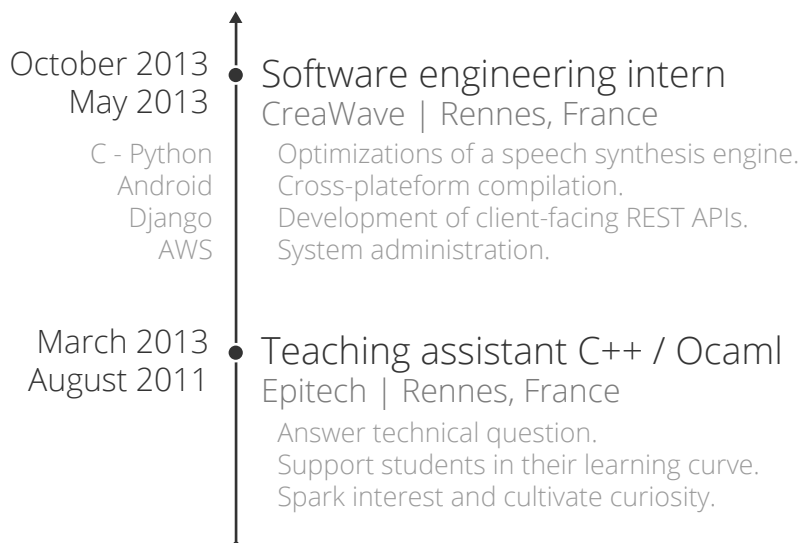 October 2013
May 2013
Software engineering intern
CreaWave | Rennes, France
C - Python
Android
Django
AWS
Optimizations of a speech synthesis engine.
Cross-plateform compilation.
Development of client-facing REST APIs.
System administration.
March 2013
August 2011
Teaching assistant C++ / Ocaml
Epitech | Rennes, France
Answer technical question.
Support students in their learning curve.
Spark interest and cultivate curiosity.